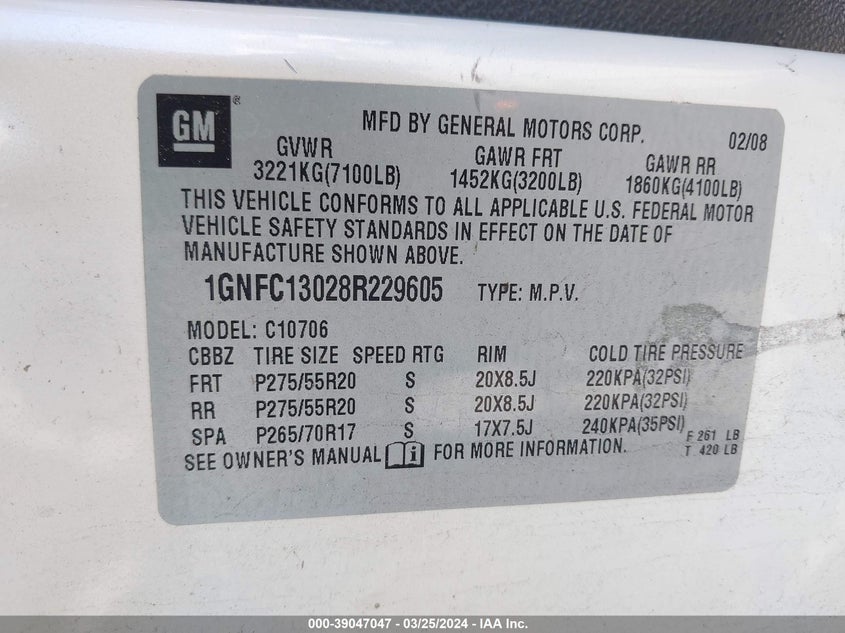 GM ®
MFD BY GENERAL MOTORS CORP. 02/08
GVWR GAWR FRT GAWR RR
3221KG(7100LB) 1452KG(3200LB) 1860KG(4100LB)
THIS VEHICLE CONFORMS TO ALL APPLICABLE U.S. FEDERAL MOTOR
VEHICLE SAFETY STANDARDS IN EFFECT ON THE DATE OF
MANUFACTURE SHOWN ABOVE.
1GNFC13028R229605 TYPE: M.P.V.
MODEL: C10706
CBBZ TIRE SIZE SPEED RTG RIM COLD TIRE PRESSURE
FRT P275/55R20 S 20X8.5J 220KPA(32PSI)
RR P275/55R20 S 20X8.5J 220KPA(32PSI)
SPA P265/70R17 S 17X7.5J 240KPA(35PSI) F 261 LB
SEE OWNER'S MANUAL i FOR MORE INFORMATION. T 420 LB
000-39047047 - 03/25/2024 - IAA Inc.